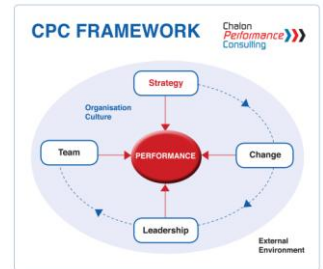 CPC FRAMEWORK
Chalon
Performance
Consulting
Strategy
Organisation
Culture
Team
PERFORMANCE
Change
Leadership
External
Environment